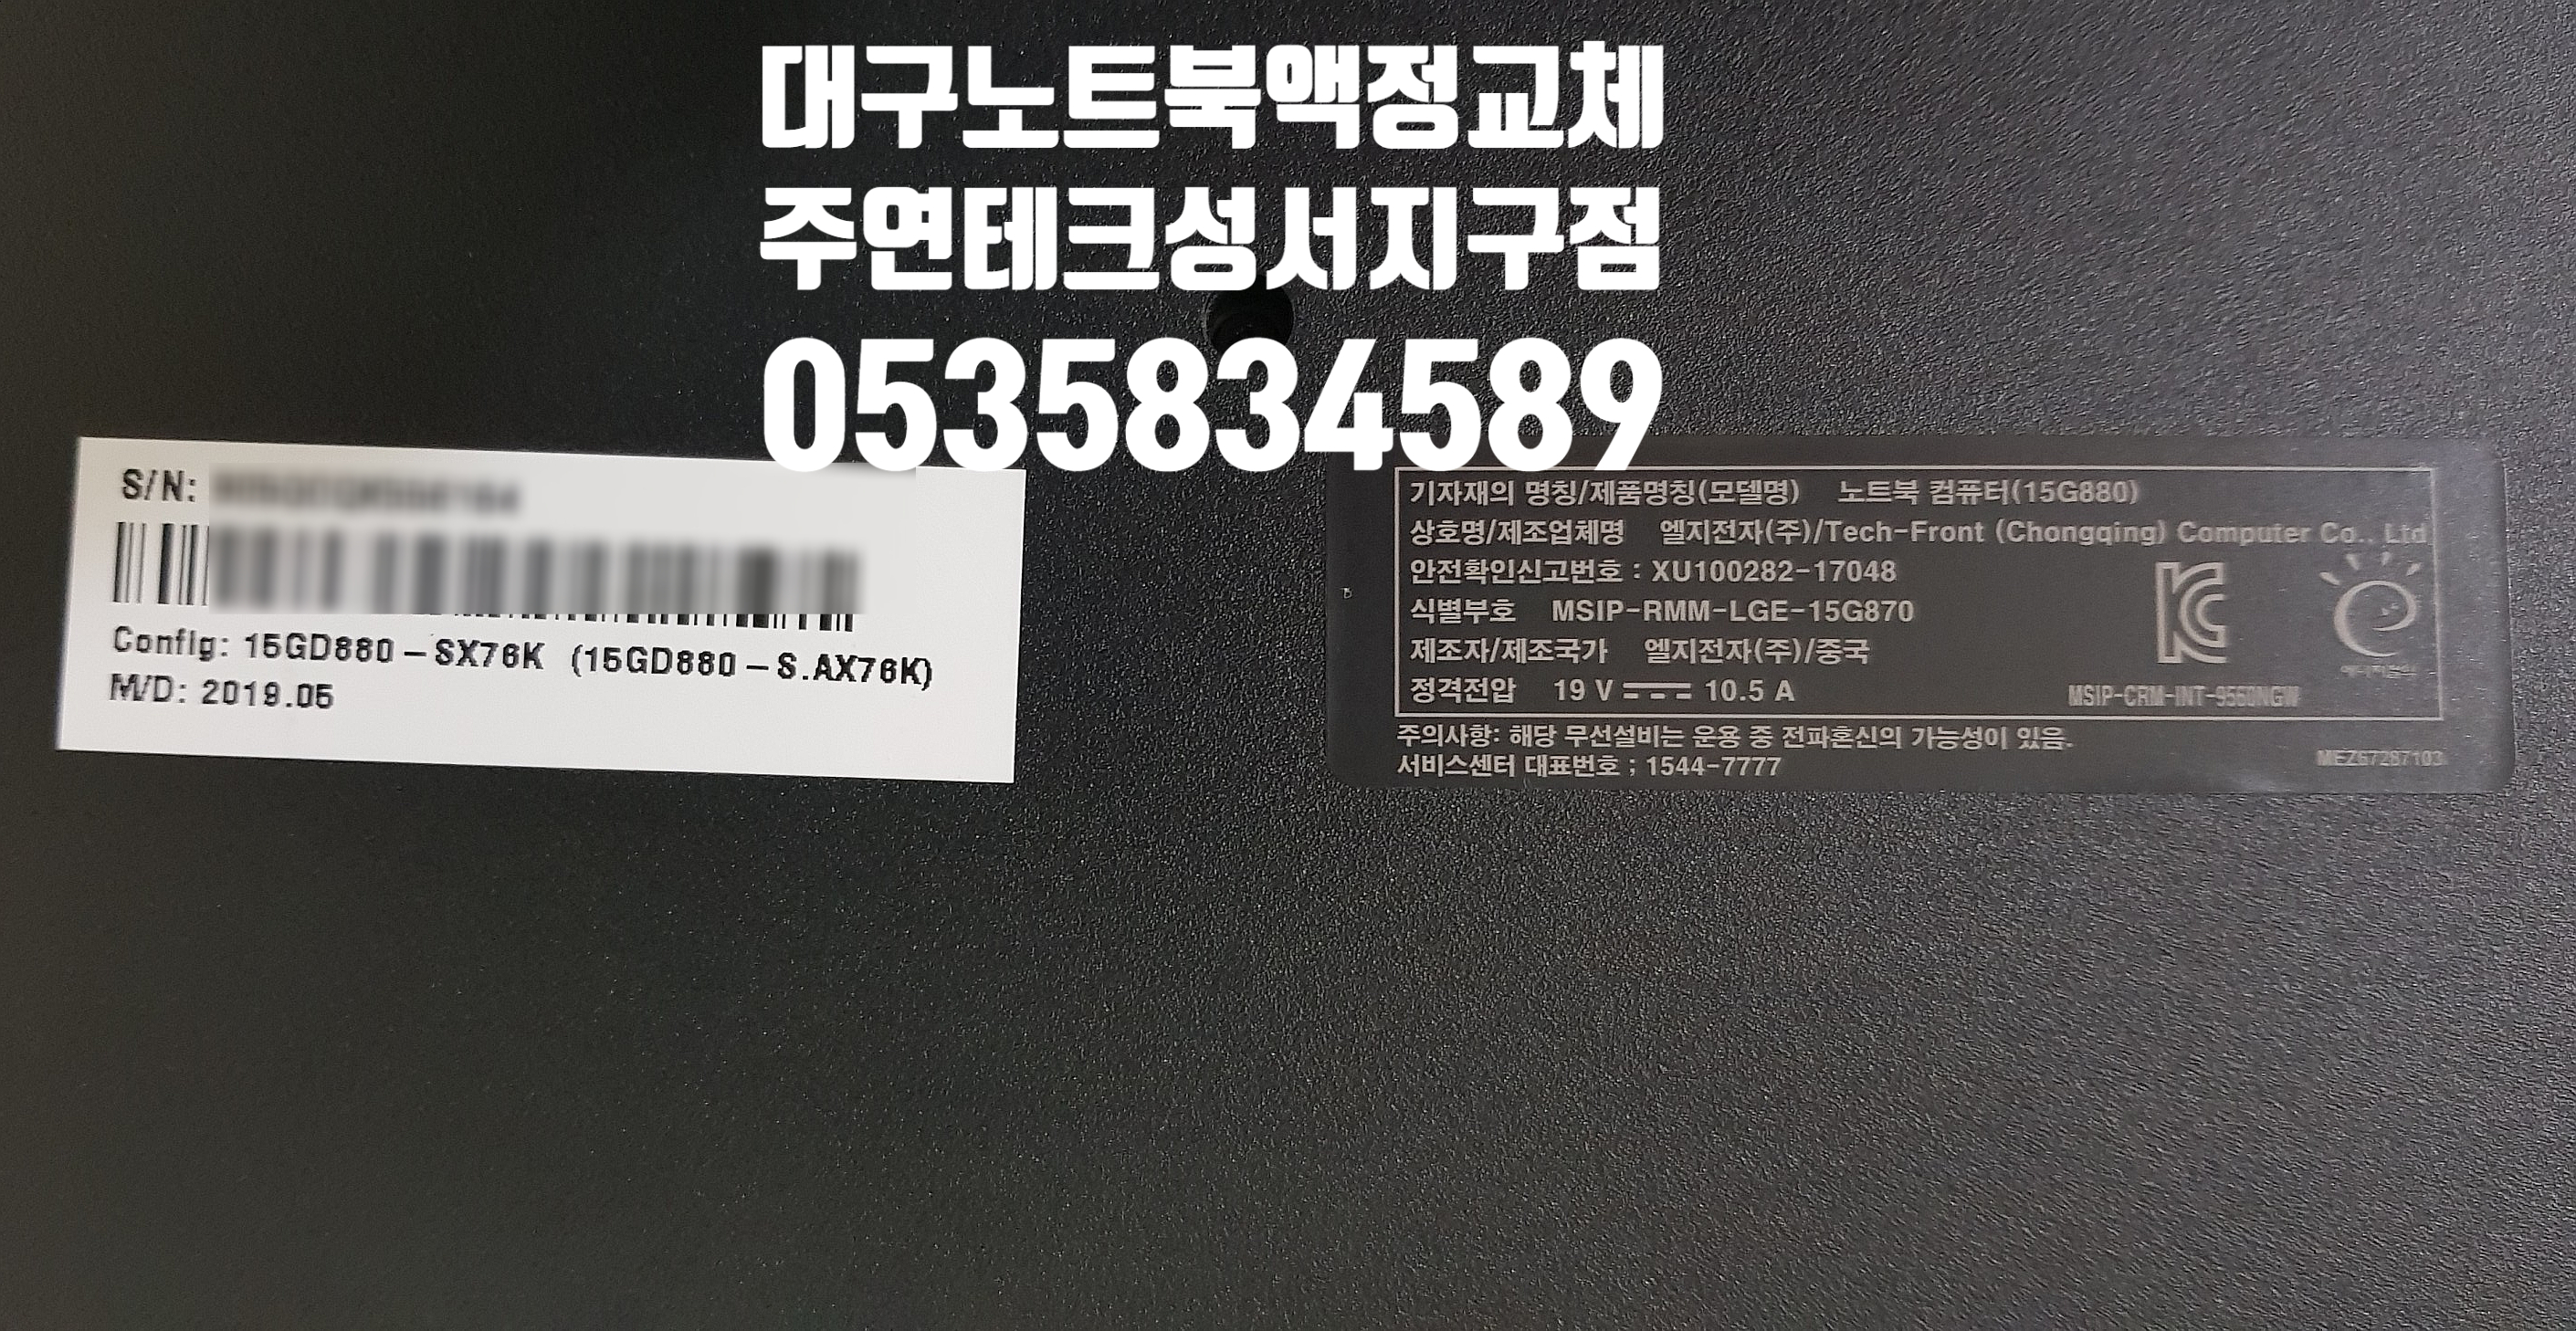 대구노트북액정교체
주연테크성서지구점
0535834589
S/N:
Config: 15GD880-SX76K (15GD880-S.AX76K)
M/D: 2019.05
기자재의 명칭/제품명칭(모델명) 노트북 컴퓨터(15G880)
상호명/제조업체명 엘지전자(주)/Tech-Front (Chongqing) Computer Co., Ltd
안전확인신고번호 : XU100282-17048
식별부호 MSIP-RMM-LGE-15G870
제조자/제조국가 엘지전자(주)/중국
정격전압 19 V 10.5 A
MSIP-CRM-INT-9560NGW
주의사항: 해당 무선설비는 운용 중 전파혼신의 가능성이 있음.
서비스센터 대표번호 ; 1544-7777
MEZ67287103